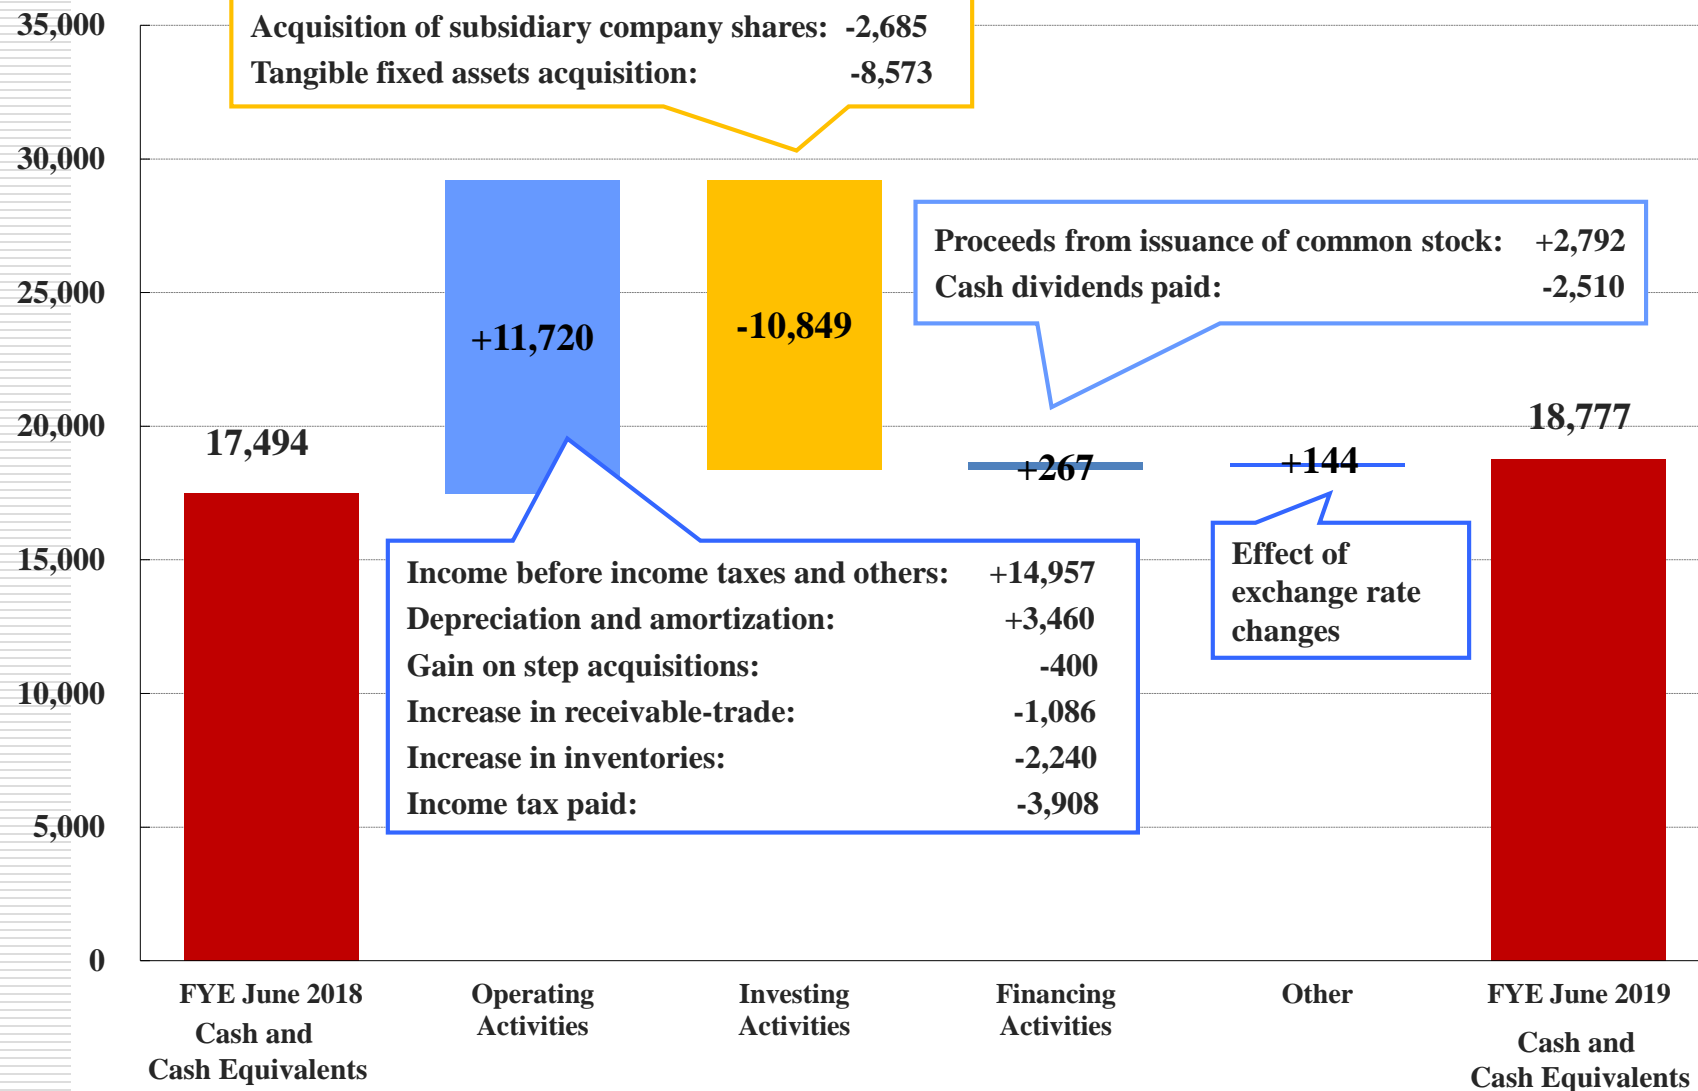 35,000
Acquisition of subsidiary company shares: -2,685
Tangible fixed assets acquisition: -8,573
30,000
Proceeds from issuance of common stock: +2,792
Cash dividends paid: -2,510
25,000
+11,720
-10,849
20,000
17,494
18,777
+267
+144
15,000
Income before income taxes and others: +14,957
Depreciation and amortization: +3,460
Gain on step acquisitions: -400
Increase in receivable-trade: -1,086
Increase in inventories: -2,240
Income tax paid: -3,908
Effect of
exchange rate
changes
10,000
5,000
0
FYE June 2018
Cash and
Cash Equivalents
Operating
Activities
Investing
Activities
Financing
Activities
Other
FYE June 2019
Cash and
Cash Equivalents